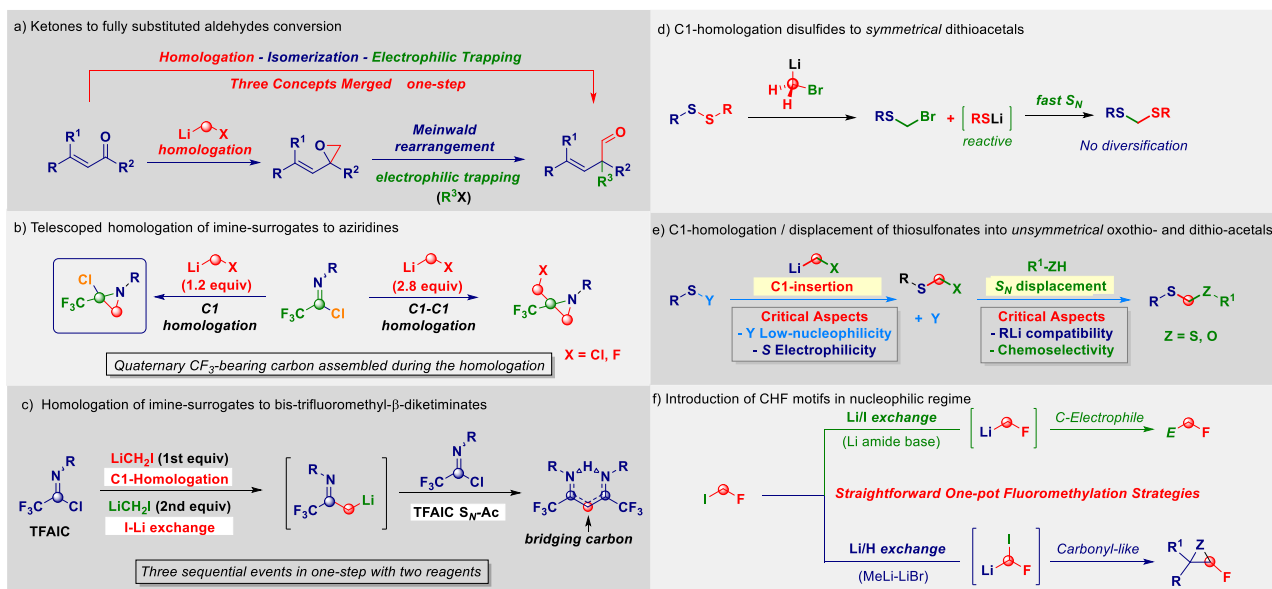 a) Ketones to fully substituted aldehydes conversion
Homologation - Isomerization - Electrophilic Trapping
Three Concepts Merged one-step
R¹
O
R
R²
Li
X
homologation
R¹
O
R
R²
Meinwald
rearrangement
electrophilic trapping
(R³X)
R¹
O
R
R²
R³
b) Telescoped homologation of imine-surrogates to aziridines
Cl
R
N
F₃C
Li
X
(1.2 equiv)
C1
homologation
R
N
F₃C
Cl
Li
X
(2.8 equiv)
C1-C1
homologation
X
R
N
F₃C
X = Cl, F
Quaternary CF₃-bearing carbon assembled during the homologation
c) Homologation of imine-surrogates to bis-trifluoromethyl-β-diketiminates
R
N
F₃C
Cl
TFAIC
LiCH₂I (1st equiv)
C1-Homologation
LiCH₂I (2nd equiv)
I-Li exchange
R
N
Li
F₃C
R
N
F₃C
Cl
TFAIC S_N-Ac
R
N
H
N
R
F₃C
CF₃
bridging carbon
Three sequential events in one-step with two reagents
d) C1-homologation disulfides to symmetrical dithioacetals
R
S
S
R
Li
H
Br
H
RS
Br
+
RSLi
reactive
fast S_N
RS
SR
No diversification
e) C1-homologation / displacement of thiosulfonates into unsymmetrical oxothio- and dithio-acetals
R
S
Y
Li
X
C1-insertion
Critical Aspects
- Y Low-nucleophilicity
- S Electrophilicity
R
S
X
+ Y
R¹-ZH
S_N displacement
Critical Aspects
- RLi compatibility
- Chemoselectivity
R
S
Z
R¹
Z = S, O
f) Introduction of CHF motifs in nucleophilic regime
Li/I exchange
(Li amide base)
Li
F
C-Electrophile
E
F
I
F
Straightforward One-pot Fluoromethylation Strategies
Li/H exchange
(MeLi-LiBr)
I
Li
F
Carbonyl-like
R¹
Z
R
F